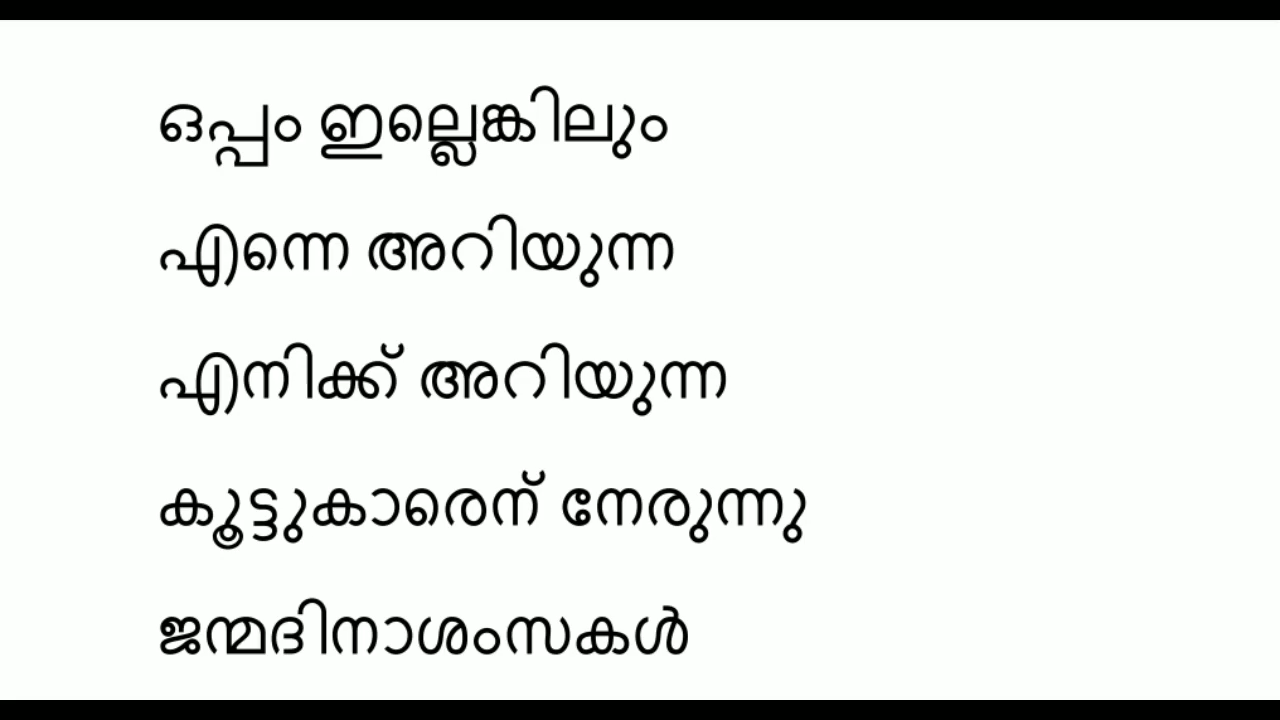 ഒപ്പം ഇല്ലെങ്കിലും
എന്നെ അറിയുന്ന
എനിക്ക് അറിയുന്ന
കൂട്ടുകാരെന് നേരുന്നു
ജന്മദിനാശംസകൾ